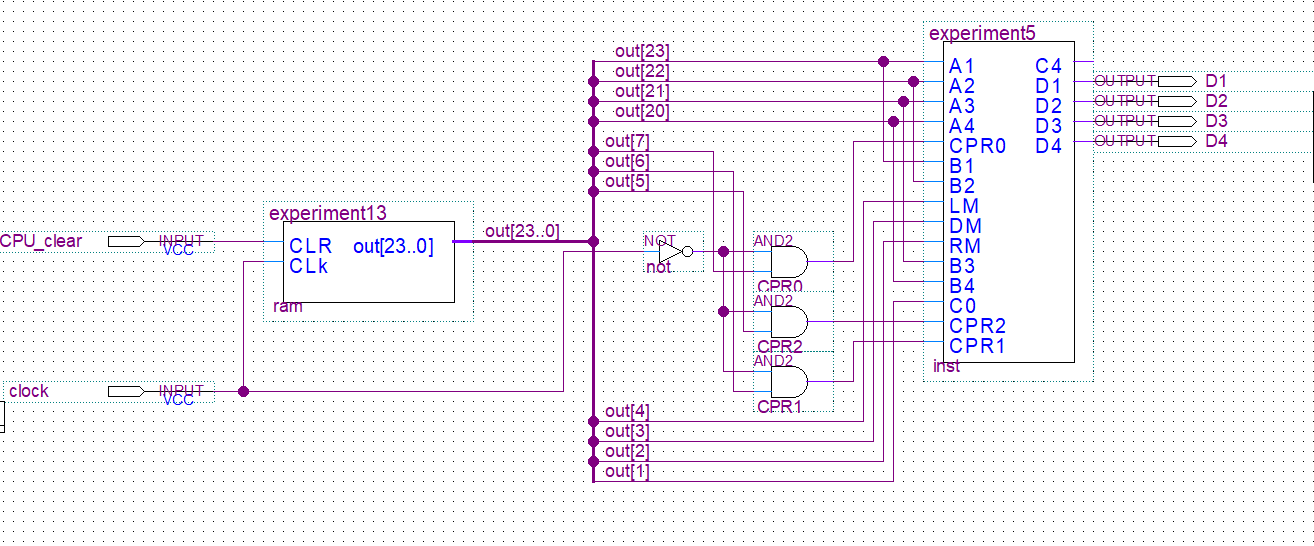 experiment5
out[23]
out[22]
out[21]
out[20]
out[7]
out[6]
out[5]
A1 C4
A2 D1 OUTPUT D1
A3 D2 OUTPUT D2
A4 D3 OUTPUT D3
CPR0 D4 OUTPUT D4
B1
B2
LM
DM
RM
B3
B4
C0
CPR2
CPR1
inst
experiment13
CPU_clear INPUT
VCC
CLR out[23..0]
CLk
ram
out[23..0]
NOT
not
AND2
CPR0
AND2
CPR2
AND2
CPR1
clock INPUT
VCC
out[4]
out[3]
out[2]
out[1]